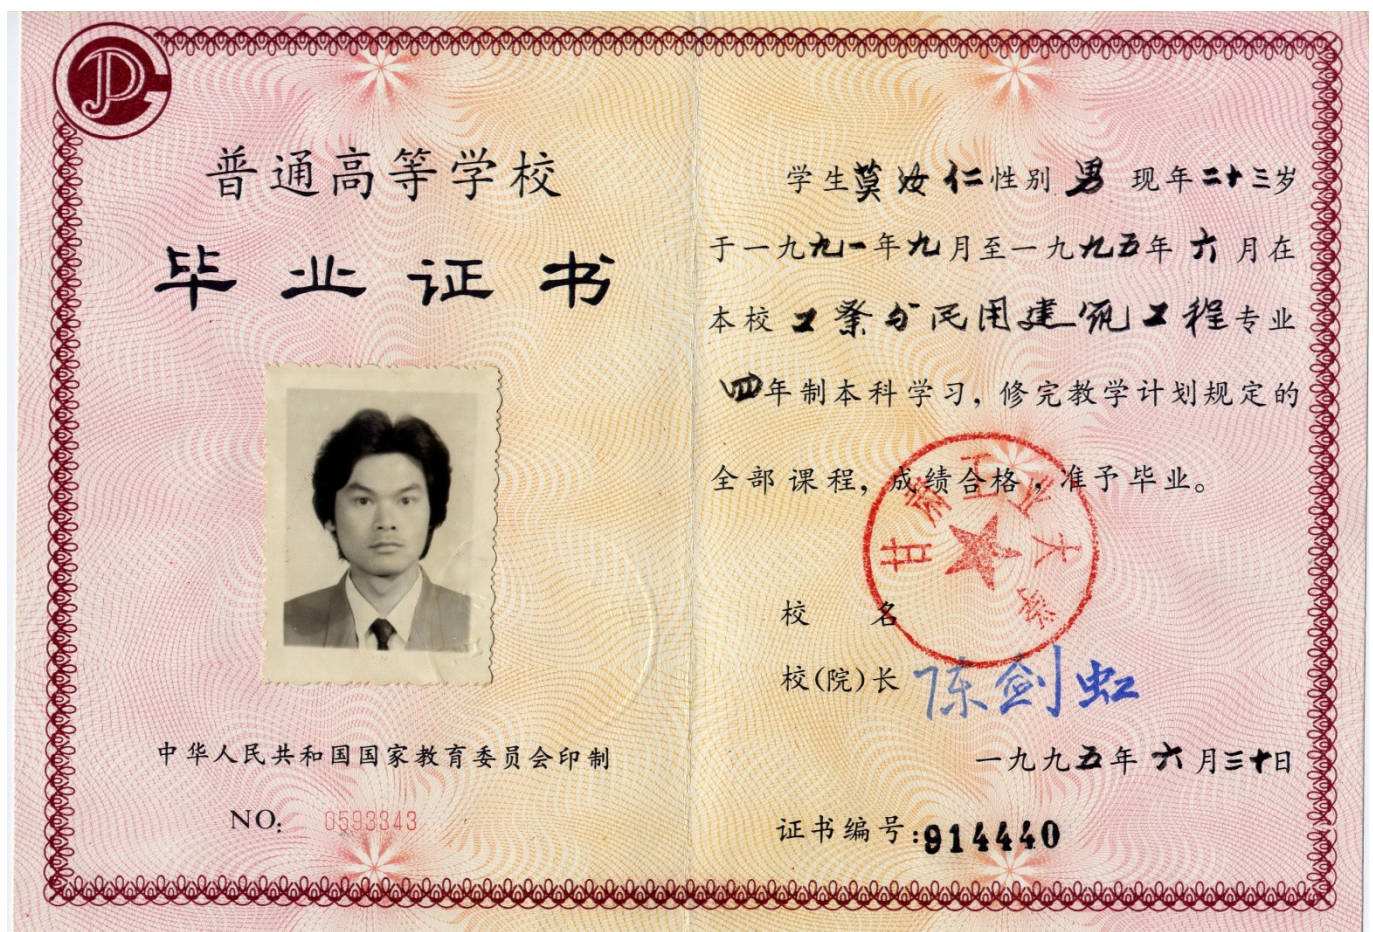 普通高等学校
毕业证书
中华人民共和国国家教育委员会印制
NO: 0593343
学生莫汝仁性别 男 现年二十三岁
于一九九一年九月至一九九五年 六 月在
本校 工業与民用建筑工程专业
四年制本科学习，修完教学计划规定的
全部课程，成绩合格，准予毕业。
甘肃工业大学
校 名
校(院)长 陈剑虹
一九九五年 六 月三十日
证书编号:914440